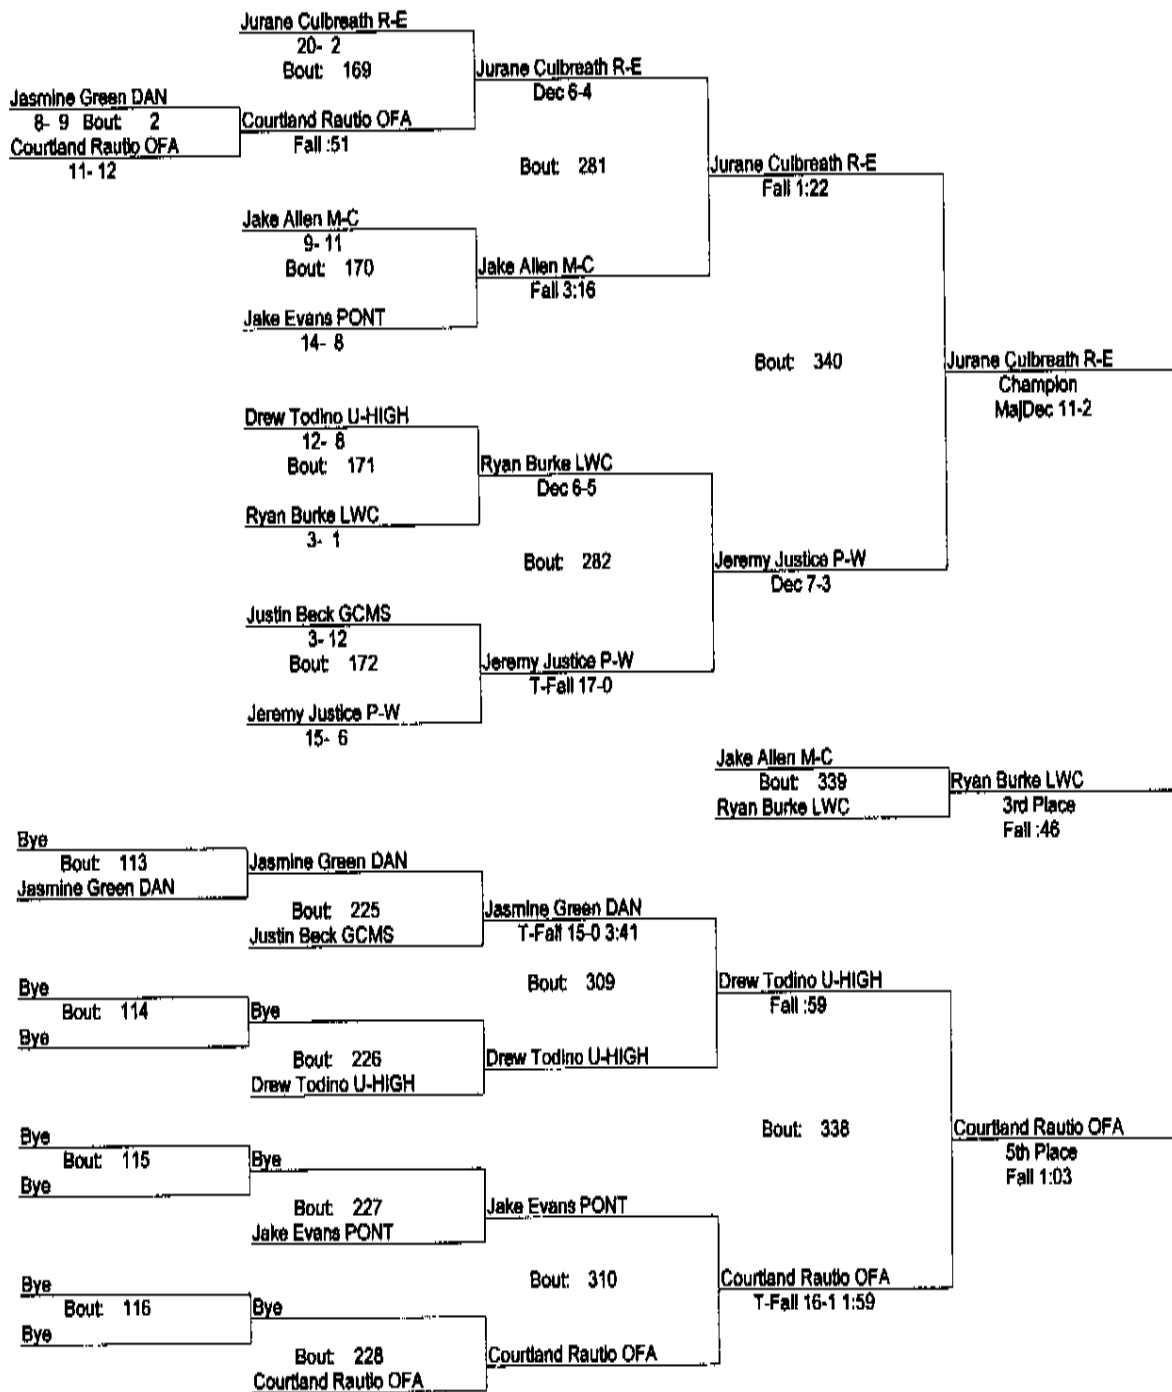 Jurane Culbreath R-E
20- 2
Bout: 169
Jurane Culbreath R-E
Dec 6-4
Jasmine Green DAN
8- 9 Bout: 2
Courtland Rautio OFA
Courtland Rautio OFA
Fall :51
11- 12
Bout: 281
Jurane Culbreath R-E
Fall 1:22
Jake Allen M-C
9- 11
Bout: 170
Jake Allen M-C
Fall 3:16
Jake Evans PONT
14- 8
Bout: 340
Jurane Culbreath R-E
Champion
MajDec 11-2
Drew Todino U-HIGH
12- 8
Bout: 171
Ryan Burke LWC
Dec 6-5
Ryan Burke LWC
3- 1
Bout: 282
Jeremy Justice P-W
Dec 7-3
Justin Beck GCMS
3- 12
Bout: 172
Jeremy Justice P-W
T-Fall 17-0
Jeremy Justice P-W
15- 6
Jake Allen M-C
Bout: 339
Ryan Burke LWC
Ryan Burke LWC
3rd Place
Fall :46
Bye
Bout: 113
Jasmine Green DAN
Jasmine Green DAN
Bout: 225
Justin Beck GCMS
Jasmine Green DAN
T-Fall 15-0 3:41
Bout: 309
Drew Todino U-HIGH
Fall :59
Bye
Bout: 114
Bye
Bye
Bout: 226
Drew Todino U-HIGH
Drew Todino U-HIGH
Bout: 338
Courtland Rautio OFA
5th Place
Fall 1:03
Bye
Bout: 115
Bye
Bye
Bout: 227
Jake Evans PONT
Jake Evans PONT
Bout: 310
Courtland Rautio OFA
T-Fall 16-1 1:59
Bye
Bout: 116
Bye
Bye
Bout: 228
Courtland Rautio OFA
Courtland Rautio OFA